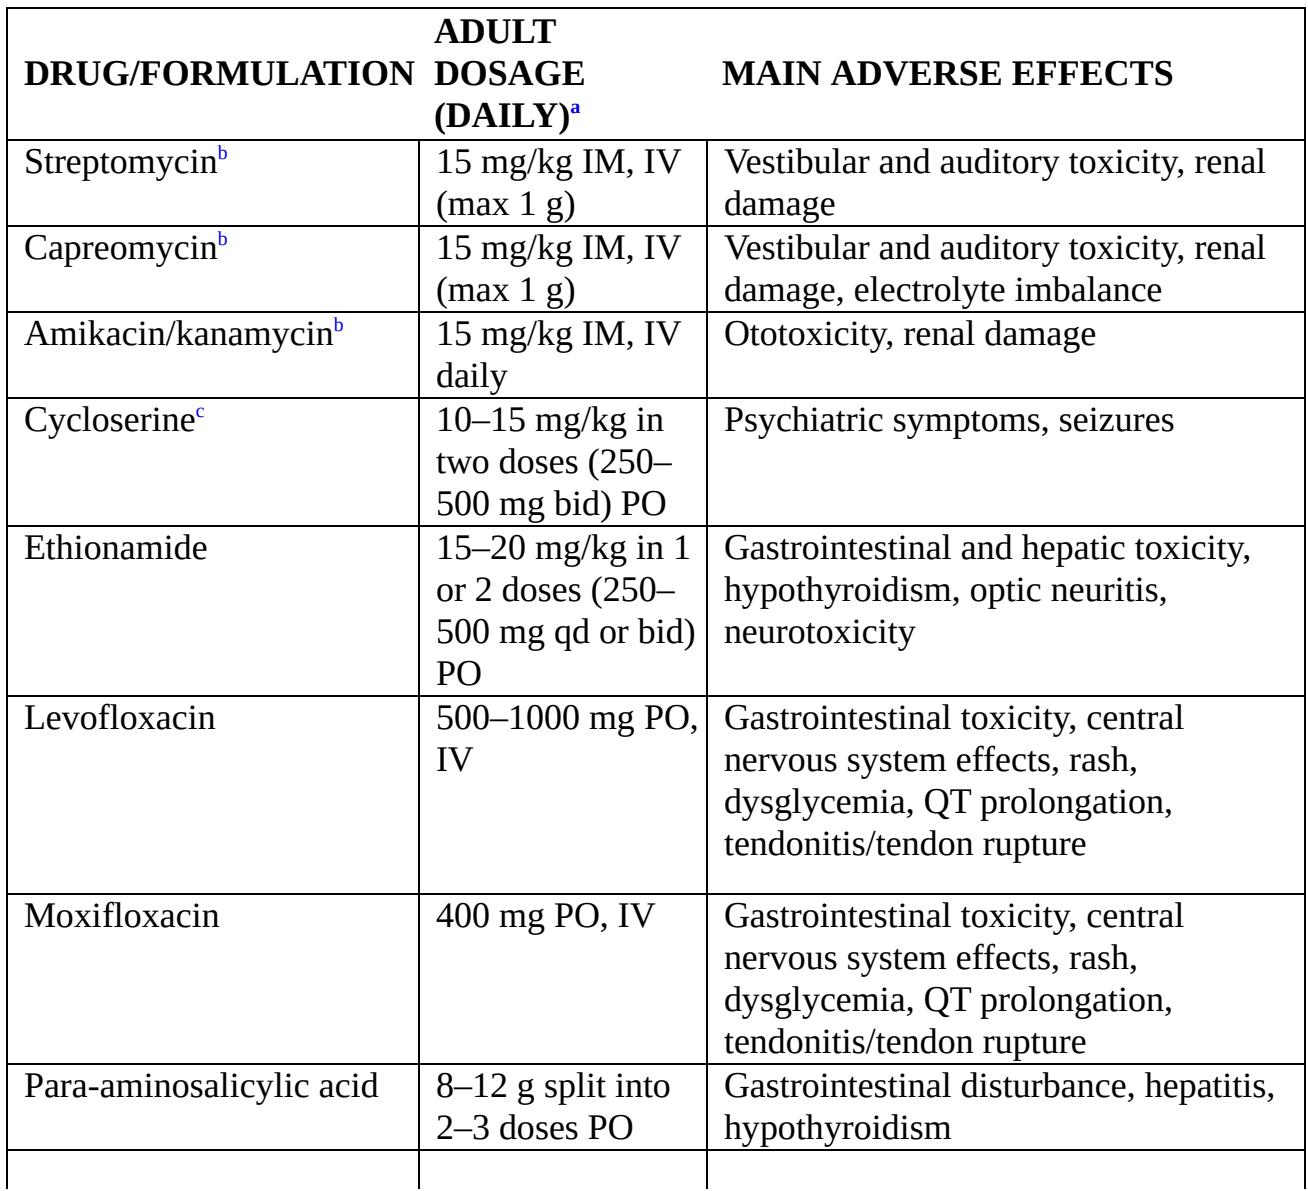 DRUG/FORMULATION
ADULT
DOSAGE
(DAILY)a
MAIN ADVERSE EFFECTS
Streptomycinb
15 mg/kg IM, IV
(max 1 g)
Vestibular and auditory toxicity, renal
damage
Capreomycinb
15 mg/kg IM, IV
(max 1 g)
Vestibular and auditory toxicity, renal
damage, electrolyte imbalance
Amikacin/kanamycinb
15 mg/kg IM, IV
daily
Ototoxicity, renal damage
Cycloserinec
10–15 mg/kg in
two doses (250–
500 mg bid) PO
Psychiatric symptoms, seizures
Ethionamide
15–20 mg/kg in 1
or 2 doses (250–
500 mg qd or bid)
PO
Gastrointestinal and hepatic toxicity,
hypothyroidism, optic neuritis,
neurotoxicity
Levofloxacin
500–1000 mg PO,
IV
Gastrointestinal toxicity, central
nervous system effects, rash,
dysglycemia, QT prolongation,
tendonitis/tendon rupture
Moxifloxacin
400 mg PO, IV
Gastrointestinal toxicity, central
nervous system effects, rash,
dysglycemia, QT prolongation,
tendonitis/tendon rupture
Para-aminosalicylic acid
8–12 g split into
2–3 doses PO
Gastrointestinal disturbance, hepatitis,
hypothyroidism